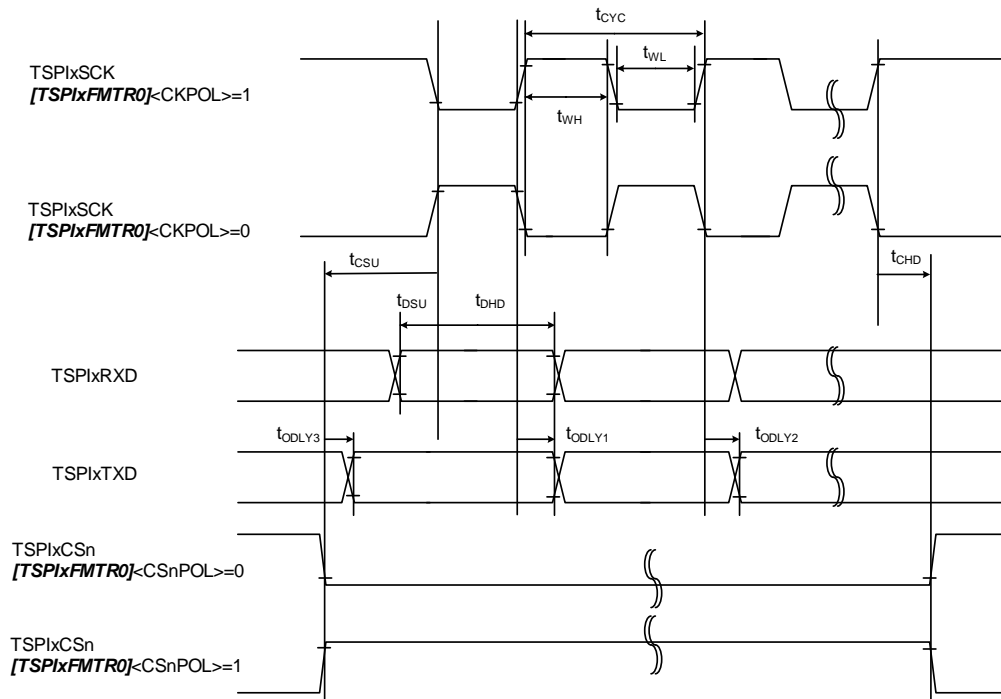 tCYC
TSPIxSCK
[TSPIxFMTR0]<CKPOL>=1
tWL
tWH
TSPIxSCK
[TSPIxFMTR0]<CKPOL>=0
tCSU
tCHD
tDSU
tDHD
TSPIxRXD
tODLY3
tODLY1
tODLY2
TSPIxTXD
TSPIxCSn
[TSPIxFMTR0]<CSnPOL>=0
TSPIxCSn
[TSPIxFMTR0]<CSnPOL>=1